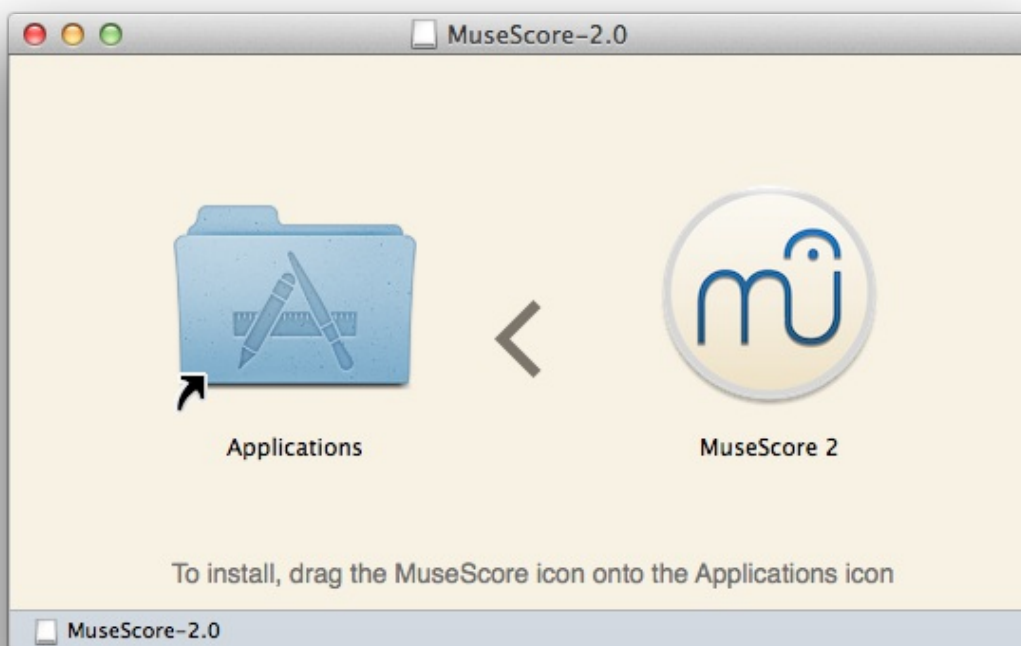 MuseScore-2.0
Applications
MuseScore 2
To install, drag the MuseScore icon onto the Applications icon
MuseScore-2.0